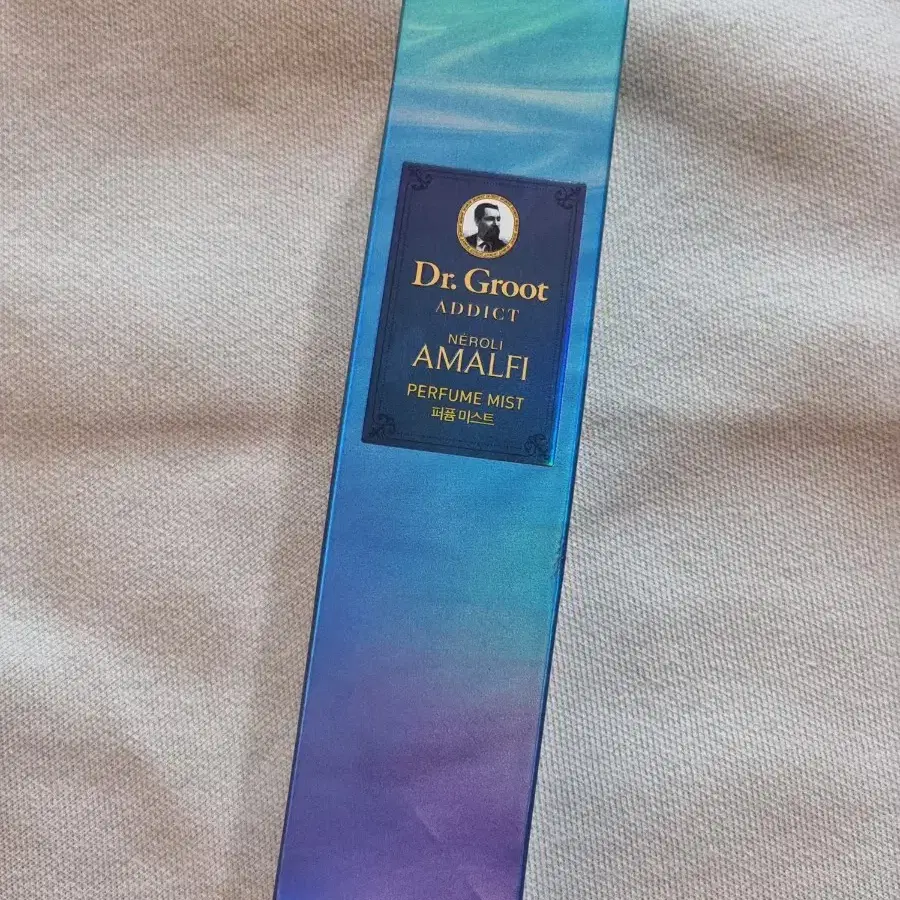 Dr. Groot
ADDICT
NÉROLI
AMALFI
PERFUME MIST
퍼퓸 미스트